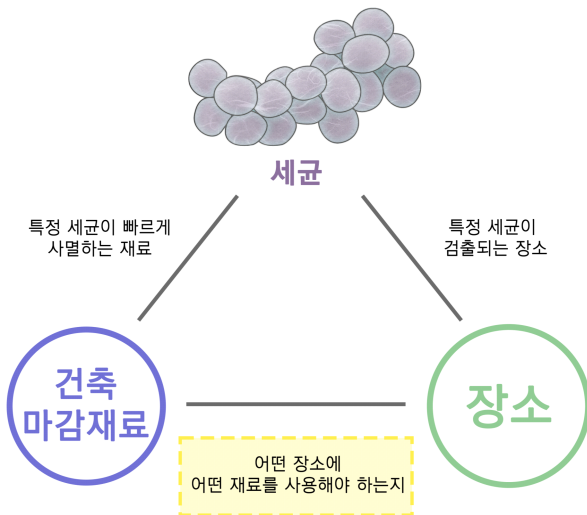 세균
특정 세균이 빠르게
사멸하는 재료
특정 세균이
검출되는 장소
건축
마감재료
장소
어떤 장소에
어떤 재료를 사용해야 하는지